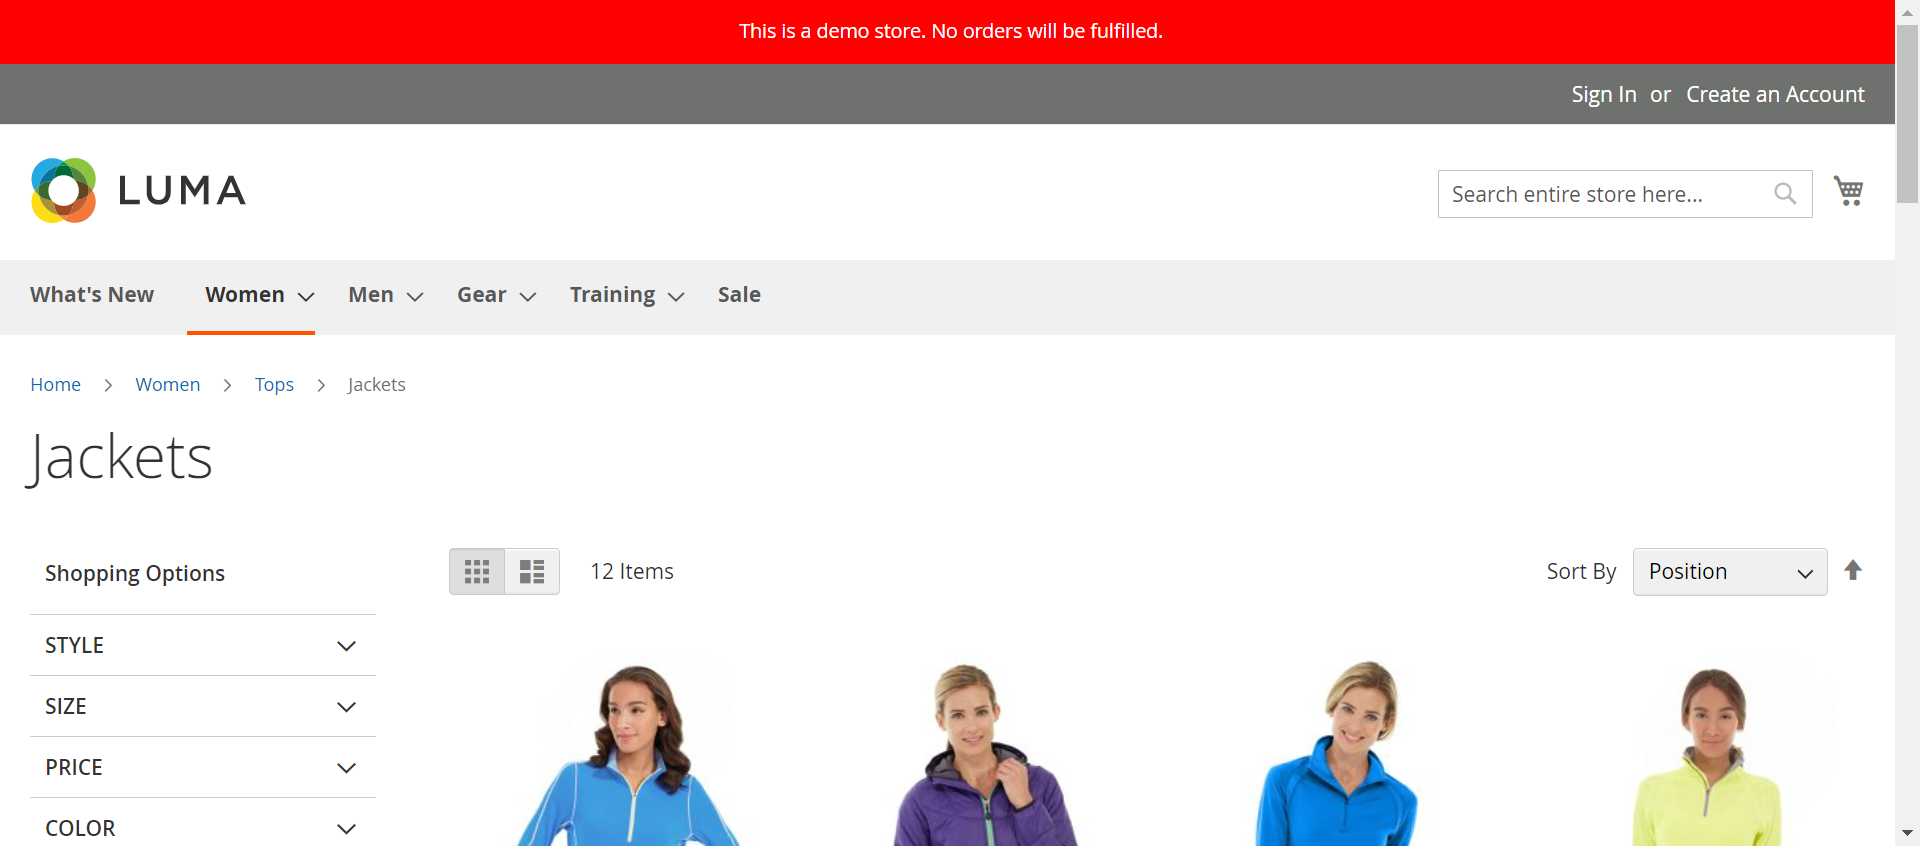 This is a demo store. No orders will be fulfilled.
Sign In or Create an Account
LUMA
Search entire store here...
What's New Women Men Gear Training Sale
Home Women Tops Jackets
Jackets
Shopping Options
12 Items
Sort By Position
STYLE
SIZE
PRICE
COLOR